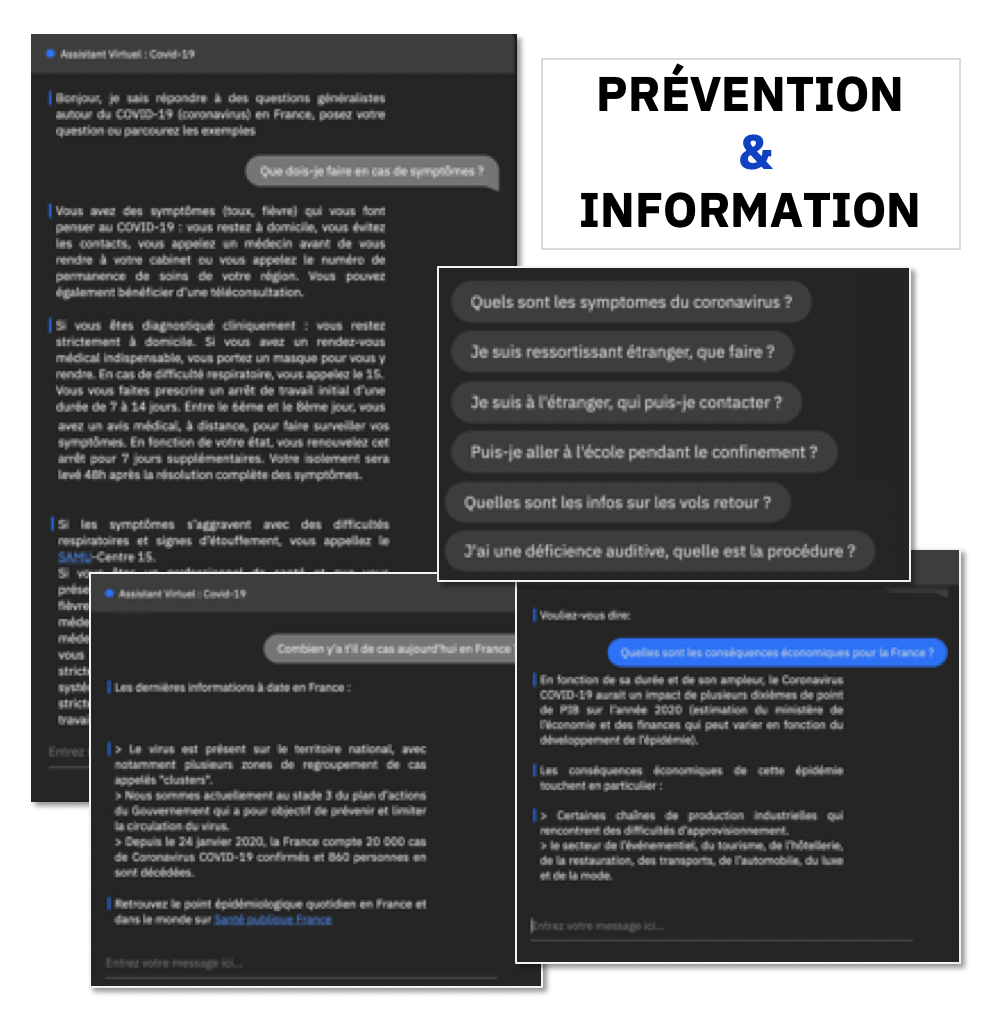 Assistant Virtuel : Covid-19
Bonjour, je sais répondre à des questions généralistes
autour du COVID-19 (coronavirus) en France, posez votre
question ou parcourez les exemples
Que dois-je faire en cas de symptômes ?
Vous avez des symptômes (toux, fièvre) qui vous font
penser au COVID-19 : vous restez à domicile, vous évitez
les contacts, vous appelez un médecin avant de vous
rendre à votre cabinet ou vous appelez le numéro de
permanence de soins de votre région. Vous pouvez
également bénéficier d'une téléconsultation.
Si vous êtes diagnostiqué cliniquement : vous restez
strictement à domicile. Si vous avez un rendez-vous
médical indispensable, vous portez un masque pour vous y
rendre. En cas de difficulté respiratoire, vous appelez le 15.
Vous vous faites prescrire un arrêt de travail initial d'une
durée de 7 à 14 jours. Entre le 6ème et le 8ème jour, vous
avez un avis médical, à distance, pour faire surveiller vos
symptômes. En fonction de votre état, vous renouvelez cet
arrêt pour 7 jours supplémentaires. Votre isolement sera
levé 48h après la résolution complète des symptômes.
Si les symptômes s'aggravent avec des difficultés
respiratoires et signes d'étouffement, vous appellez le
SAMU-Centre 15.
Si vous êtes un professionnel de santé et que vous
prése
fièvre
méde
méde
vous
strict
systé
strict
travai
Entrez
PRÉVENTION
&
INFORMATION
Quels sont les symptomes du coronavirus ?
Je suis ressortissant étranger, que faire ?
Je suis à l'étranger, qui puis-je contacter ?
Puis-je aller à l'école pendant le confinement ?
Quelles sont les infos sur les vols retour ?
J'ai une déficience auditive, quelle est la procédure ?
Assistant Virtuel : Covid-19
Combien y'a t'il de cas aujourd'hui en France ?
Les dernières informations à date en France :
> Le virus est présent sur le territoire national, avec
notamment plusieurs zones de regroupement de cas
appelés "clusters".
> Nous sommes actuellement au stade 3 du plan d'actions
du Gouvernement qui a pour objectif de prévenir et limiter
la circulation du virus.
> Depuis le 24 janvier 2020, la France compte 20 000 cas
de Coronavirus COVID-19 confirmés et 860 personnes en
sont décédées.
Retrouvez le point épidémiologique quotidien en France et
dans le monde sur Santé publique France
Entrez votre message ici...
Vouliez-vous dire:
Quelles sont les conséquences économiques pour la France ?
En fonction de sa durée et de son ampleur, le Coronavirus
COVID-19 aurait un impact de plusieurs dixièmes de point
de PIB sur l'année 2020 (estimation du ministère de
l'économie et des finances qui peut varier en fonction du
développement de l'épidémie).
Les conséquences économiques de cette épidémie
touchent en particulier :
> Certaines chaînes de production industrielles qui
rencontrent des difficultés d'approvisionnement.
> le secteur de l'événementiel, du tourisme, de l'hôtellerie,
de la restauration, des transports, de l'automobile, du luxe
et de la mode.
Entrez votre message ici...